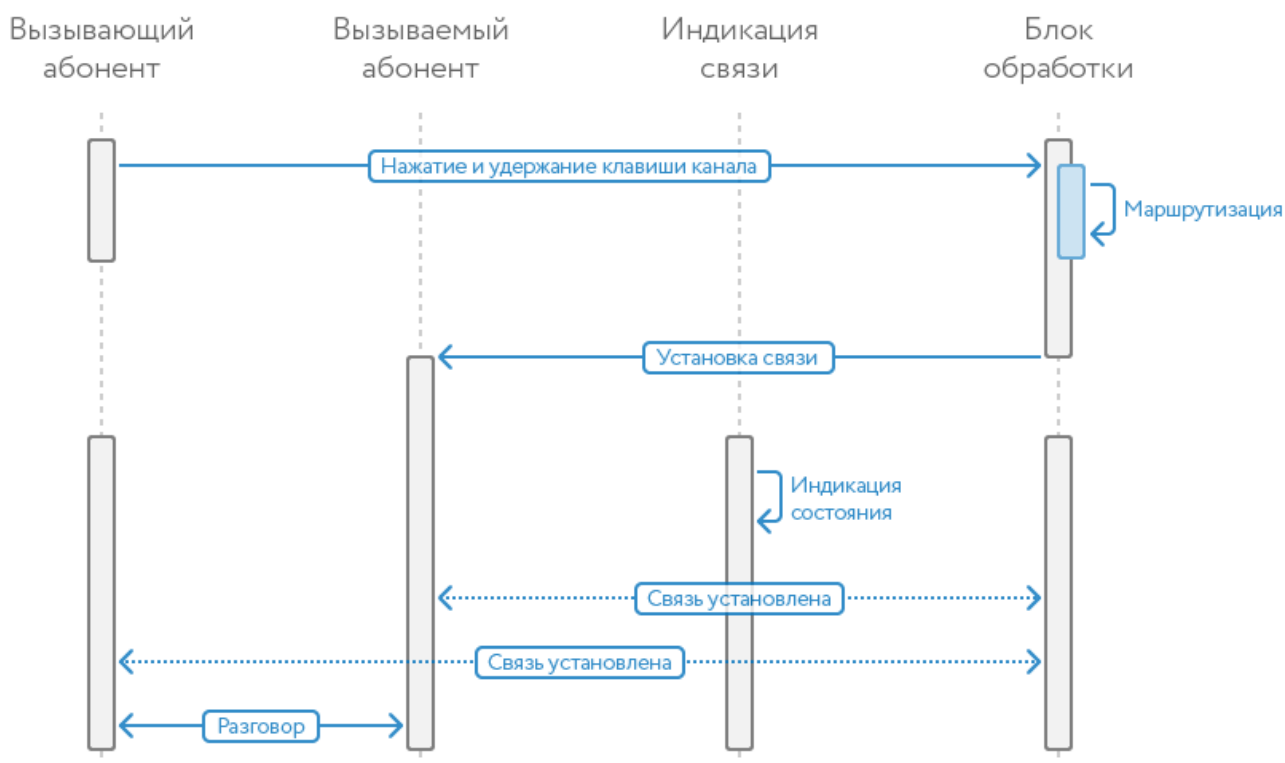 Вызывающий
абонент
Вызываемый
абонент
Индикация
связи
Блок
обработки
Нажатие и удержание клавиши канала
Маршрутизация
Установка связи
Индикация
состояния
Связь установлена
Связь установлена
Разговор